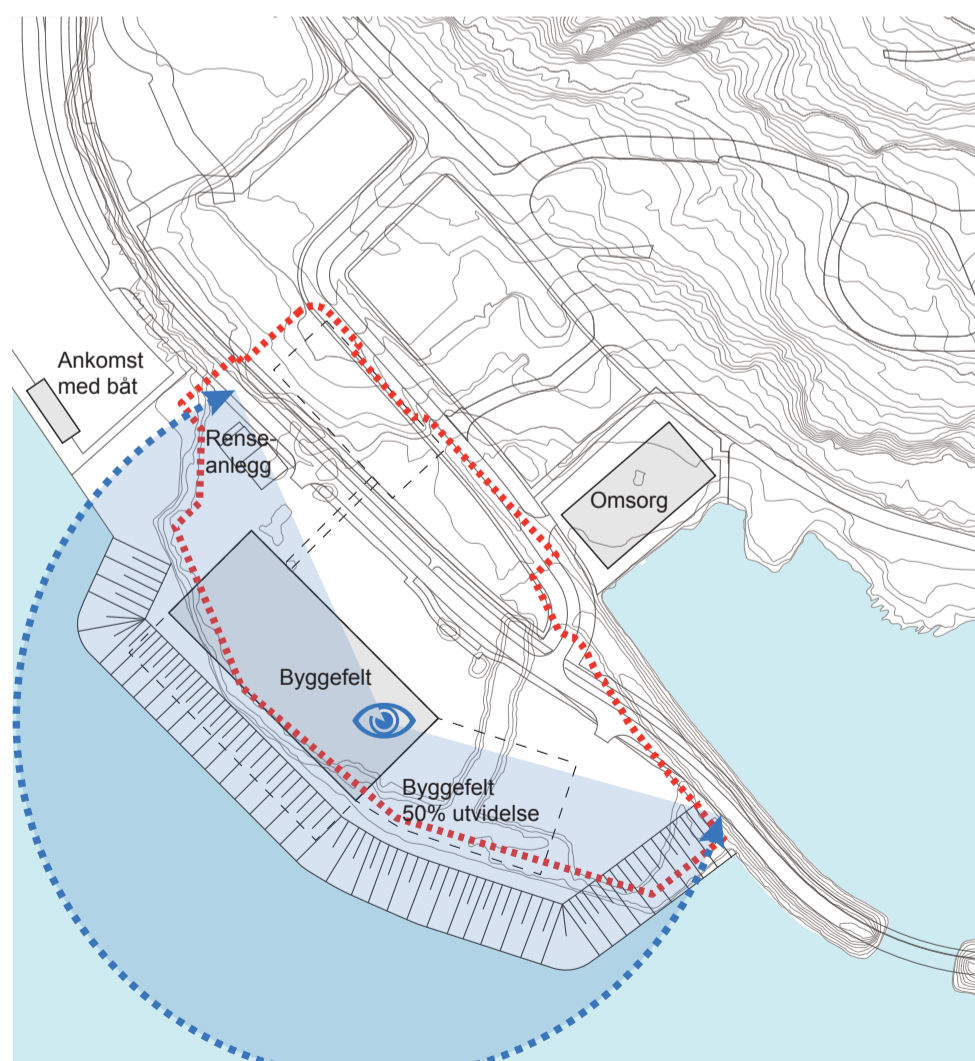 Ankomst
med båt
Rense-
anlegg
Omsorg
Byggefelt
Byggefelt
50% utvidelse